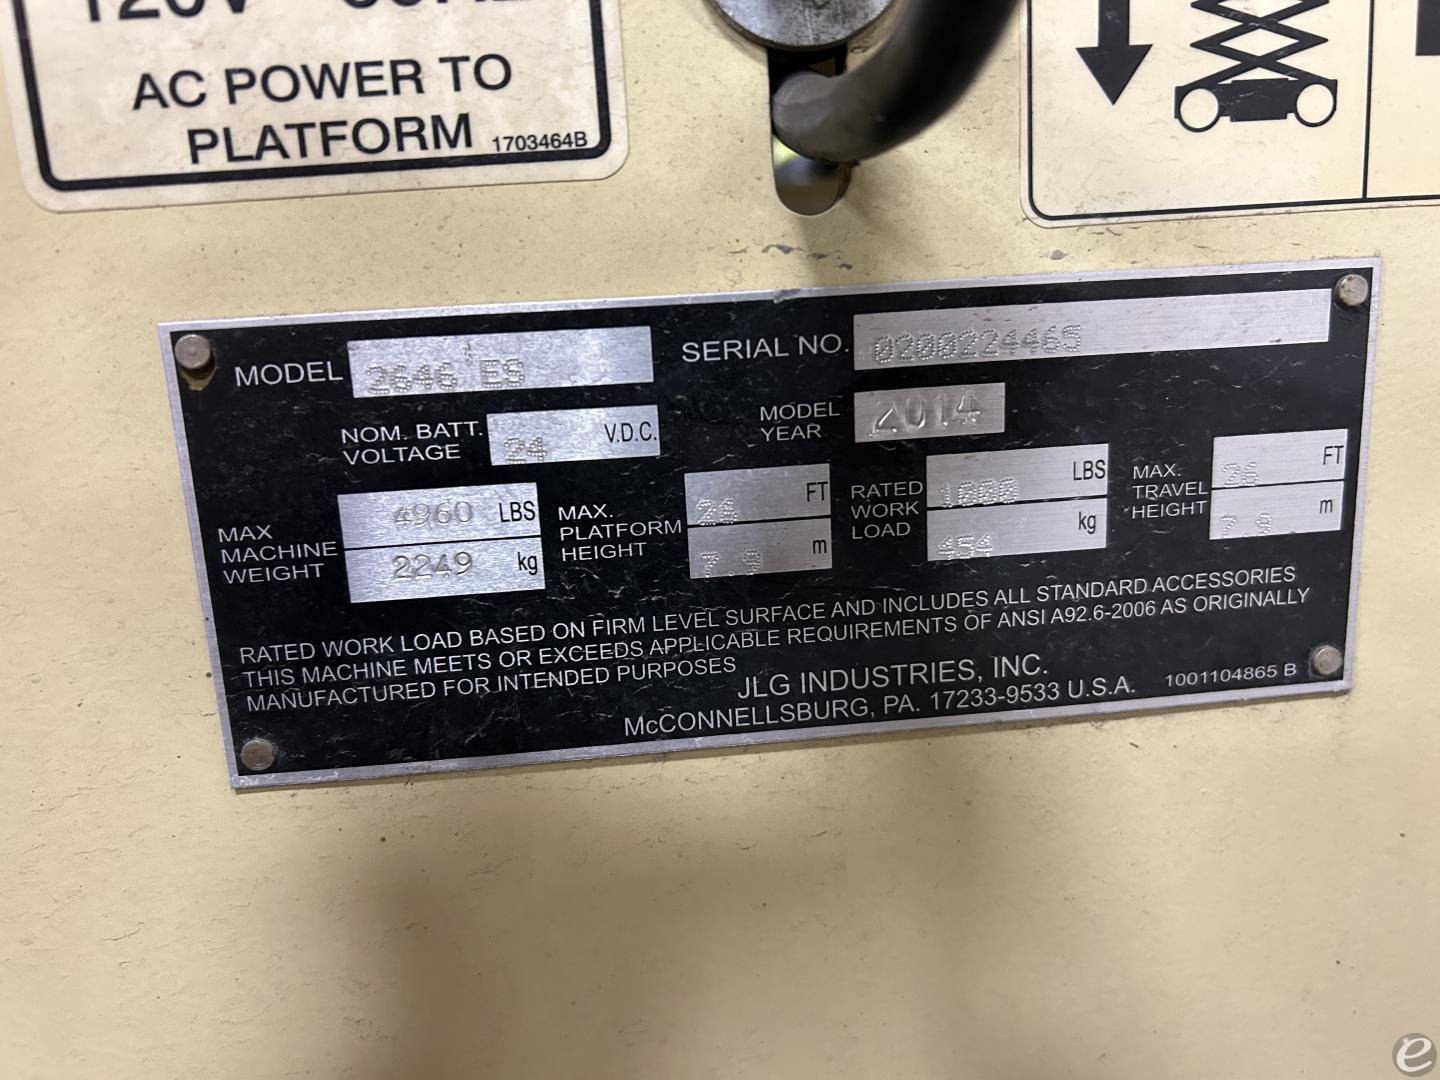 AC POWER TO
PLATFORM 1703464B
MODEL 2646 ES
SERIAL NO. 0200224465
NOM. BATT. VOLTAGE 24 V.D.C.
MODEL YEAR 2014
MAX MACHINE WEIGHT 4960 LBS 2249 kg
MAX. PLATFORM HEIGHT 26 FT 7.9 m
RATED WORK LOAD 1000 LBS 454 kg
MAX. TRAVEL HEIGHT 26 FT 7.9 m
RATED WORK LOAD BASED ON FIRM LEVEL SURFACE AND INCLUDES ALL STANDARD ACCESSORIES
THIS MACHINE MEETS OR EXCEEDS APPLICABLE REQUIREMENTS OF ANSI A92.6-2006 AS ORIGINALLY
MANUFACTURED FOR INTENDED PURPOSES
JLG INDUSTRIES, INC.
McCONNELLSBURG, PA. 17233-9533 U.S.A.
1001104865 B
e